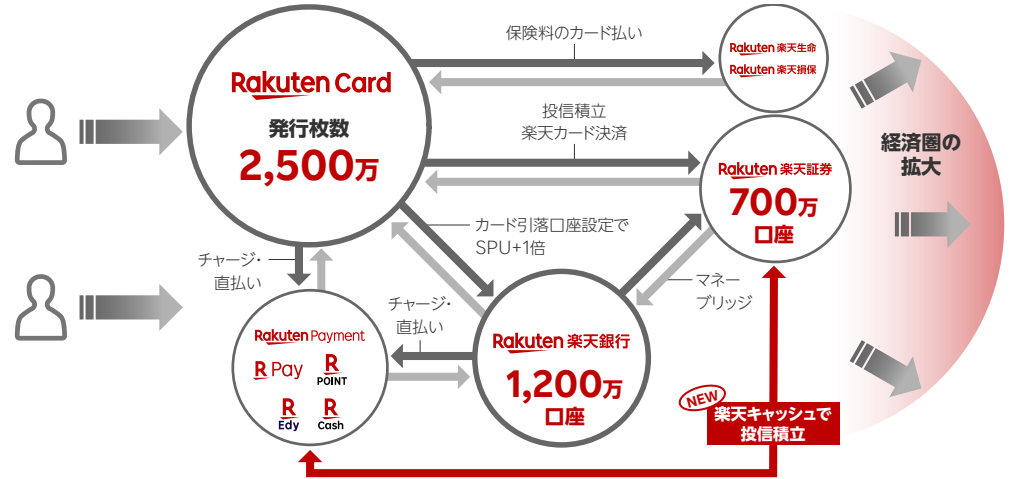 保険料のカード払い
Rakuten 楽天生命
Rakuten 楽天損保
Rakuten Card
発行枚数
2,500万
投信積立
楽天カード決済
経済圏の
拡大
Rakuten 楽天証券
700万
口座
カード引落口座設定で
SPU+1倍
チャージ・
直払い
マネー
ブリッジ
チャージ・
直払い
Rakuten Payment
R Pay
R
POINT
R
Edy
R
Cash
Rakuten 楽天銀行
1,200万
口座
NEW
楽天キャッシュで
投信積立